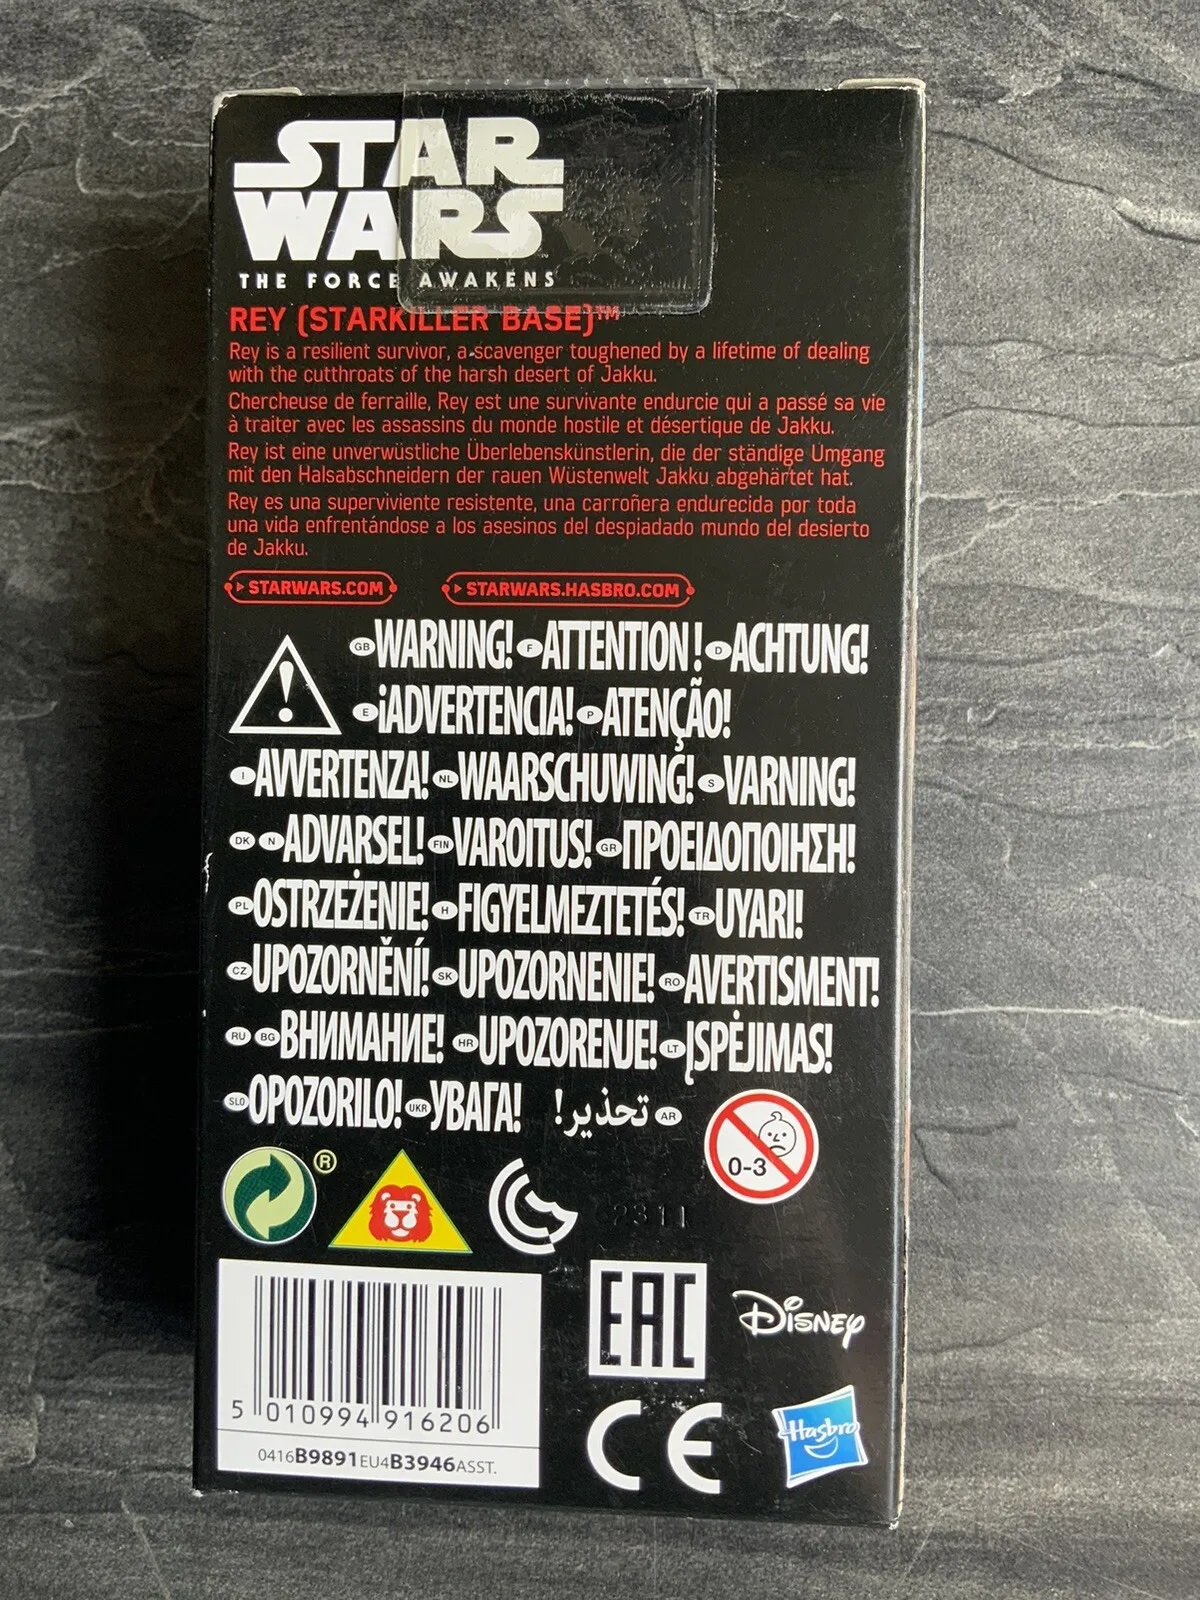 STAR
WARS
THE FORCE AWAKENS
REY (STARKILLER BASE)™
Rey is a resilient survivor, a scavenger toughened by a lifetime of dealing
with the cutthroats of the harsh desert of Jakku.
Chercheuse de ferraille, Rey est une survivante endurcie qui a passé sa vie
à traiter avec les assassins du monde hostile et désertique de Jakku.
Rey ist eine unverwüstliche Überlebenskünstlerin, die der ständige Umgang
mit den Halsabschneidern der rauen Wüstenwelt Jakku abgehärtet hat.
Rey es una superviviente resistente, una carroñera endurecida por toda
una vida enfrentándose a los asesinos del despiadado mundo del desierto
de Jakku.
STARWARS.COM STARWARS.HASBRO.COM
GB WARNING! F ATTENTION ! D ACHTUNG!
E ¡ADVERTENCIA! P ATENÇÃO!
I AVVERTENZA! NL WAARSCHUWING! S VARNING!
DK N ADVARSEL! FIN VAROITUS! GR ΠΡΟΕΙΔΟΠΟΙΗΣΗ!
PL OSTRZEŻENIE! H FIGYELMEZTETÉS! TR UYARI!
CZ UPOZORNĚNÍ! SK UPOZORNENIE! RO AVERTISMENT!
RU BG ВНИМАНИЕ! HR UPOZORENJE! LT ĮSPĖJIMAS!
SLO OPOZORILO! UKR УВАГА! تحذير! AR
0-3
®
62311
EAC
Disney
5 010994 916206
0416B9891EU4B3946ASST.
CE
Hasbro